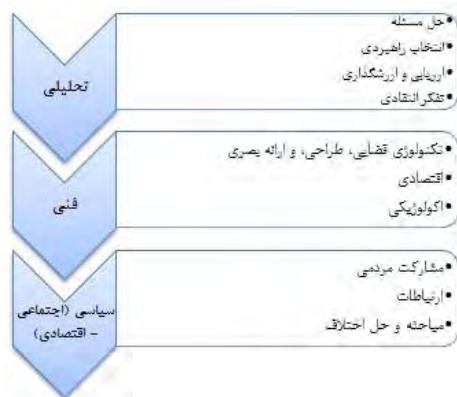 تحلیلی
•حل مسئله
•انتخاب راهبردی
•ارزیابی و ارزشگذاری
•تفکر انتقادی
فنی
•تکنولوژی فضایی، طراحی، و ارائه بصری
•اقتصادی
•اکولوژیکی
سیاسی (اجتماعی
- اقتصادی)
•مشارکت مردمی
•ارتباطات
•مباحثه و حل اختلاف